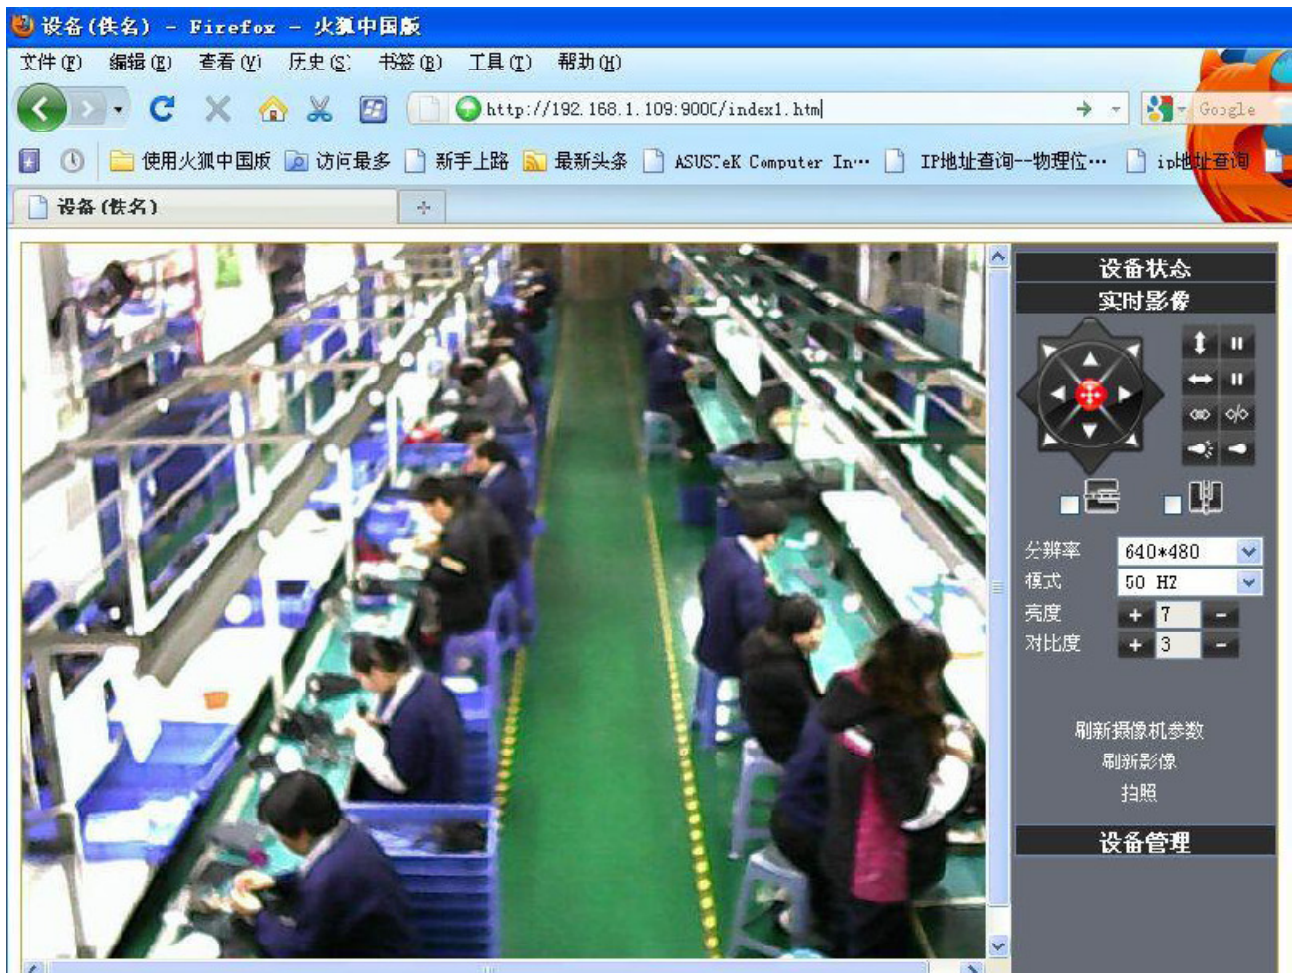 设备(佚名) - Firefox - 火狐中国版
文件(F) 编辑(E) 查看(V) 历史(S) 书签(B) 工具(T) 帮助(H)
http://192.168.1.109:9000/index1.htm Google
使用火狐中国版 访问最多 新手上路 最新头条 ASUSTeK Computer In… IP地址查询--物理位… ip地址查询
设备(佚名)
设备状态
实时影像
分辨率 640*480
模式 50 HZ
亮度 + 7 -
对比度 + 3 -
刷新摄像机参数
刷新影像
拍照
设备管理